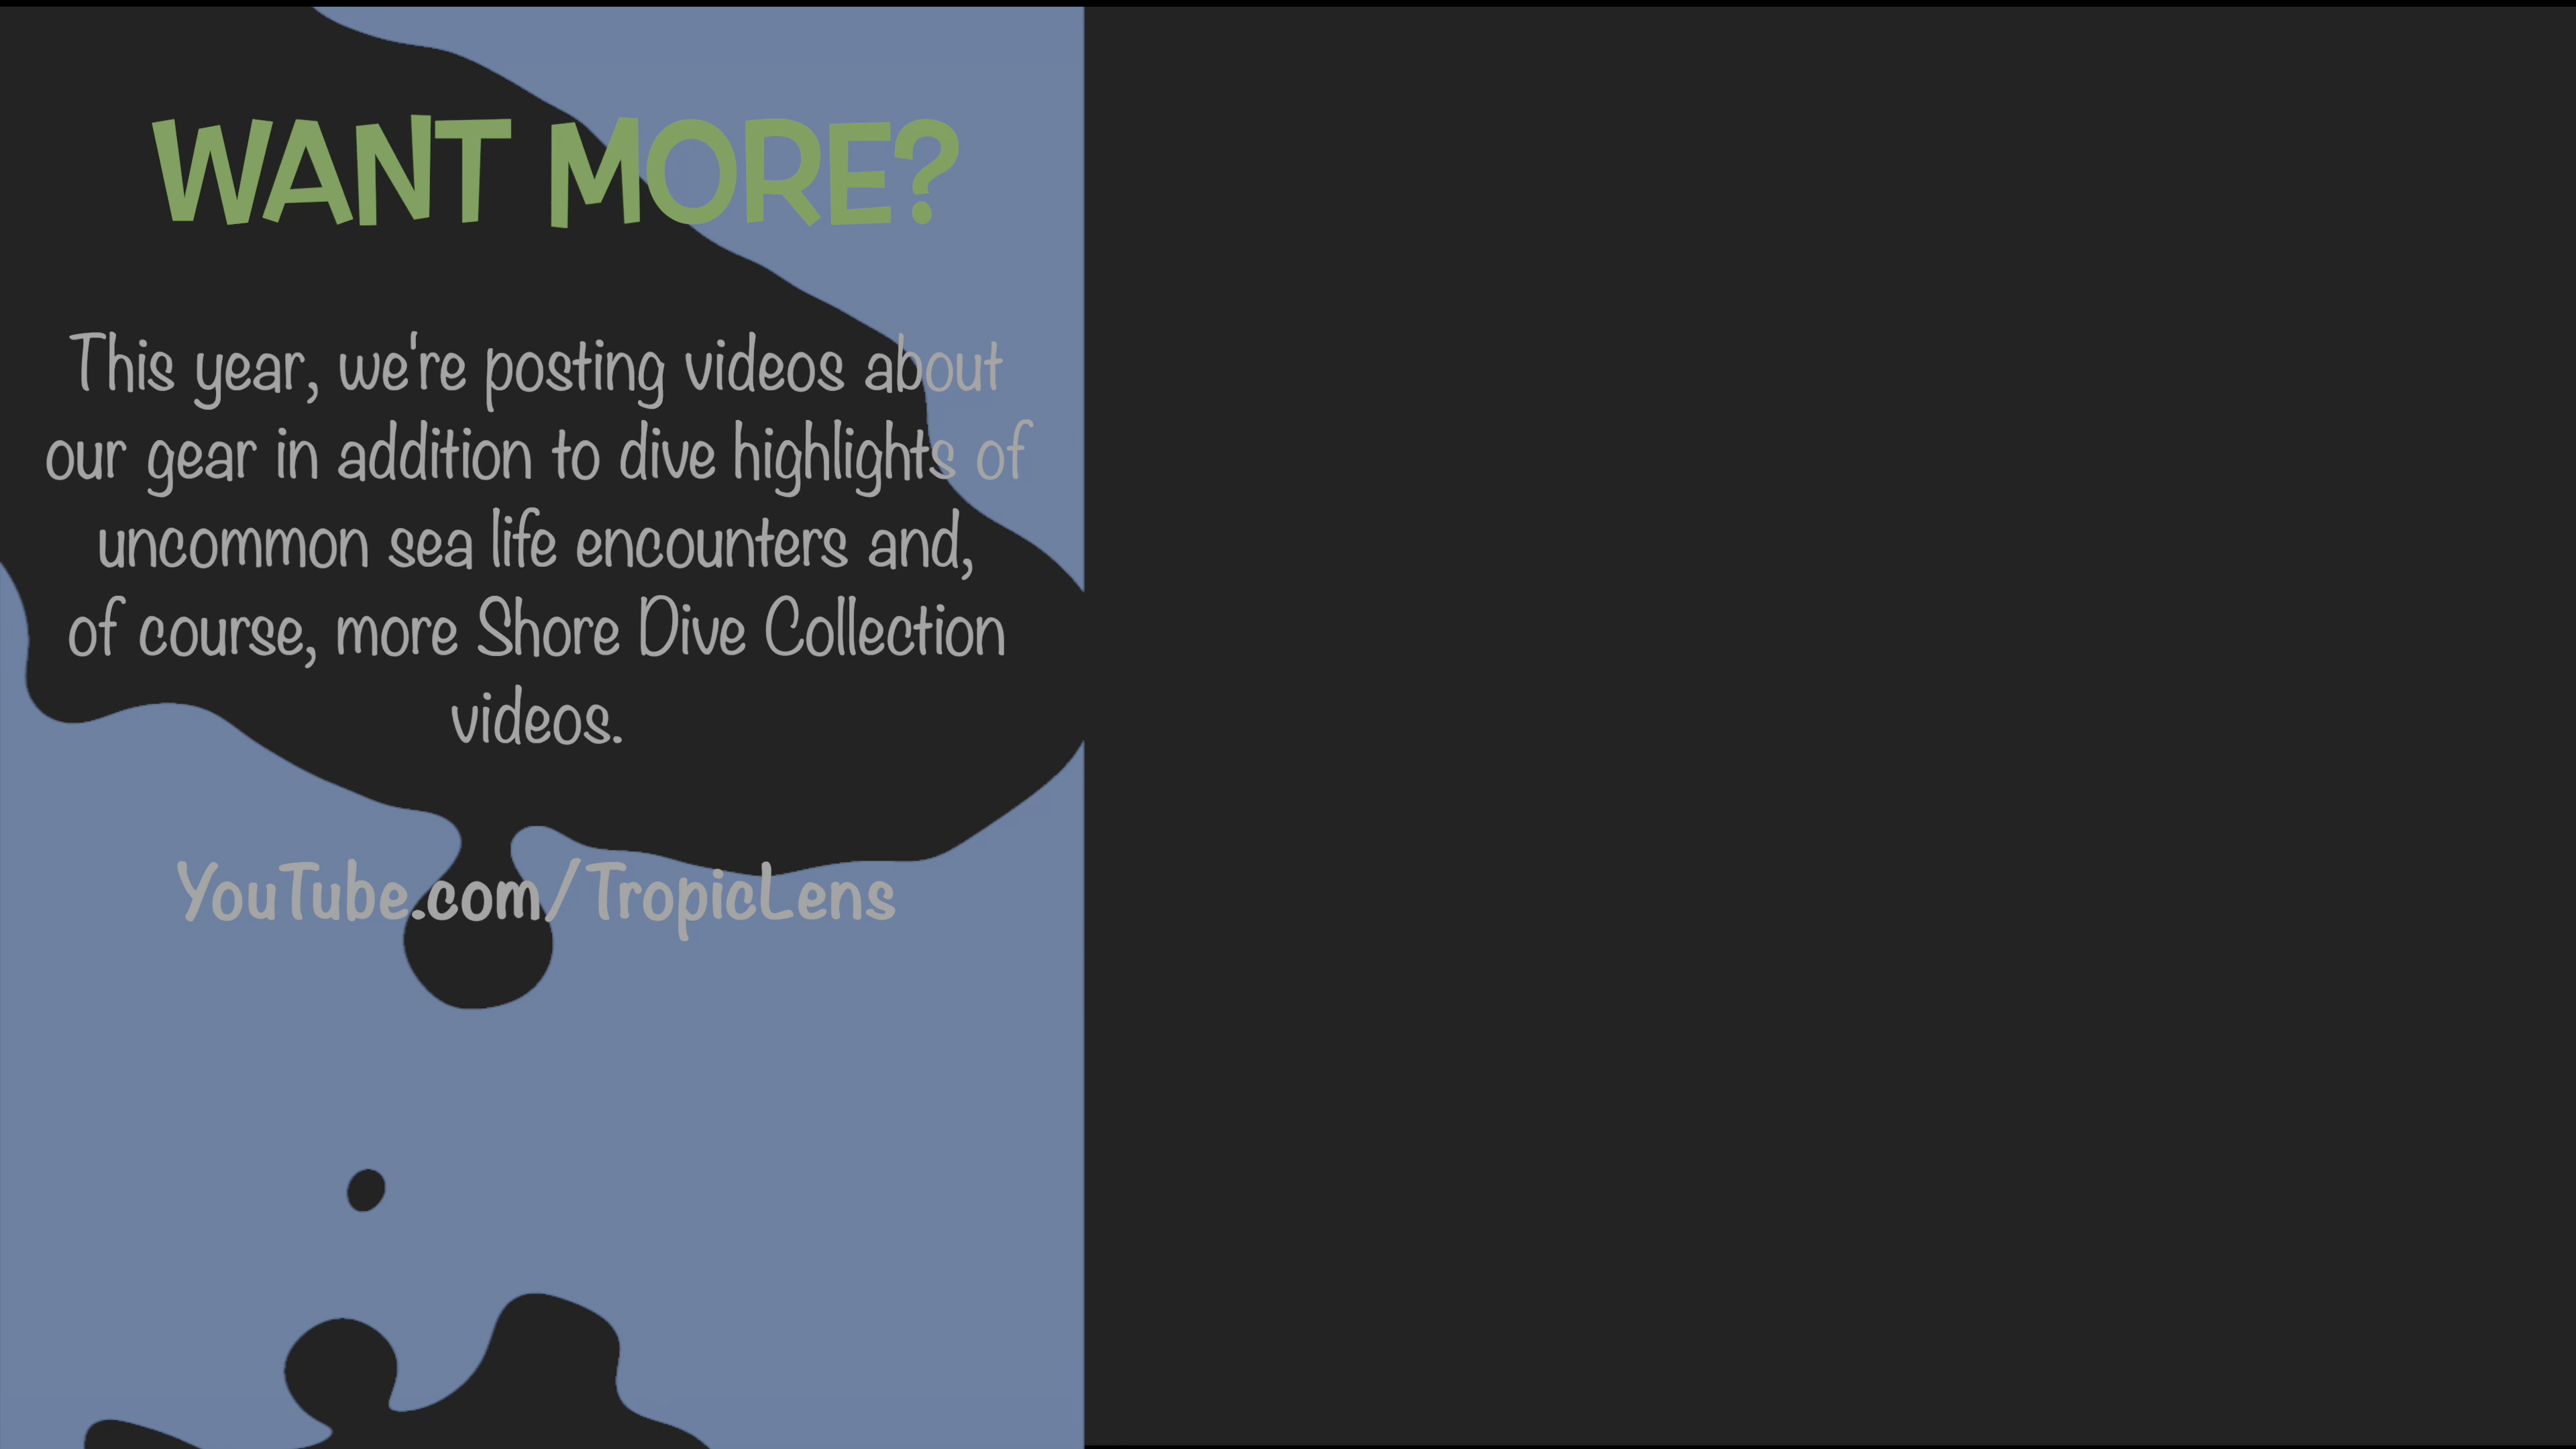 WANT MORE?
This year, we're posting videos about
our gear in addition to dive highlights of
uncommon sea life encounters and,
of course, more Shore Dive Collection
videos.
YouTube.com/TropicLens